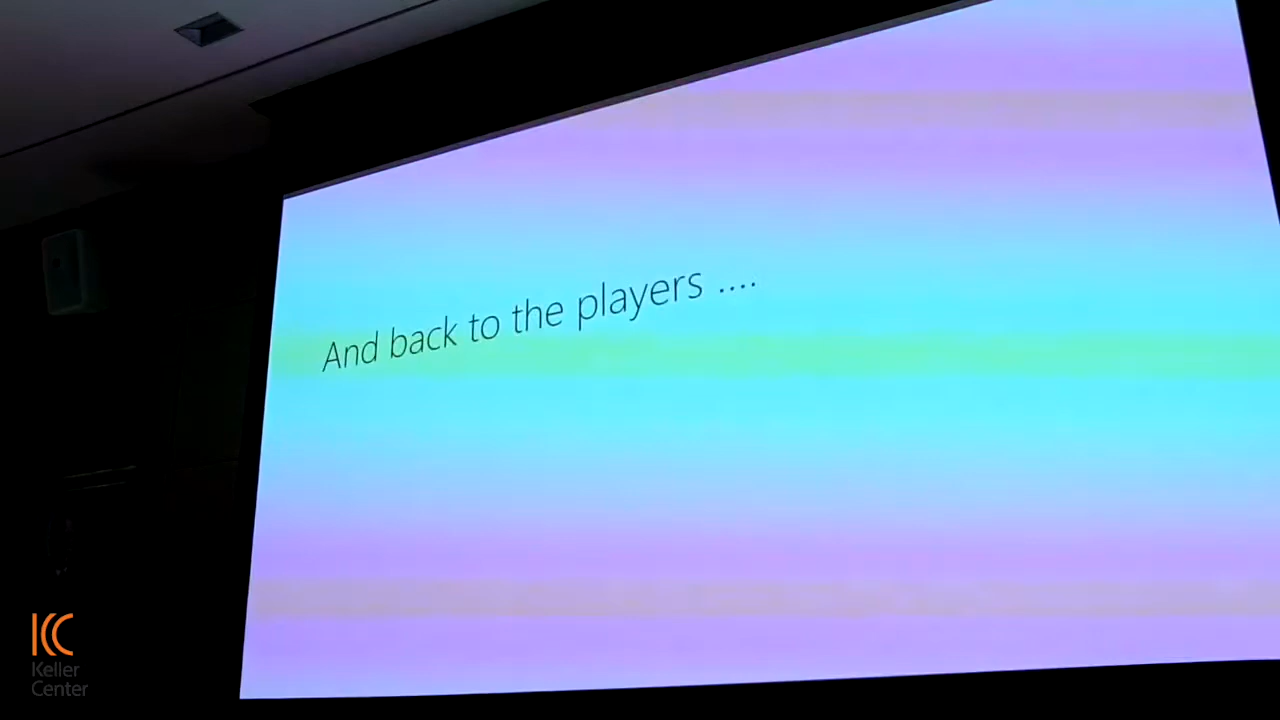 And back to the players ....
KC
Keller
Center